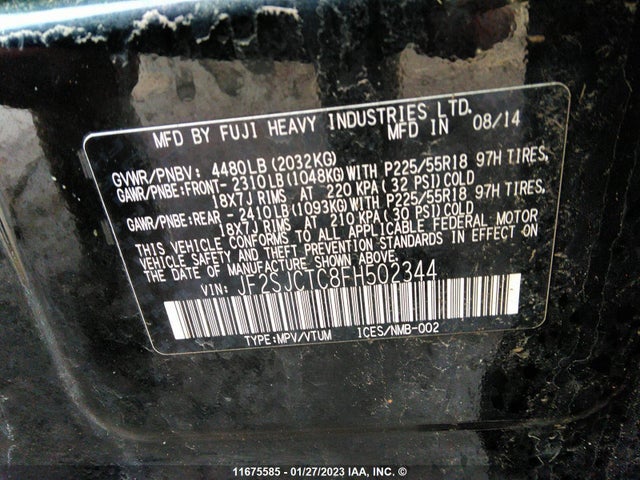 MFD BY FUJI HEAVY INDUSTRIES LTD.
MFD IN 08/14
GVWR/PNBV: 4480LB (2032KG)
GAWR/PNBE:FRONT- 2310LB (1048KG)WITH P225/55R18 97H TIRES,
18X7J RIMS AT 220 KPA (32 PSI)COLD
GAWR/PNBE:REAR - 2410LB (1093KG)WITH P225/55R18 97H TIRES,
18X7J RIMS AT 210 KPA (30 PSI)COLD
THIS VEHICLE CONFORMS TO ALL APPLICABLE FEDERAL MOTOR
VEHICLE SAFETY AND THEFT PREVENTION STANDARDS IN EFFECT ON
THE DATE OF MANUFACTURE SHOWN ABOVE.
VIN: JF2SJCTC8FH502344
TYPE:MPV/VTUM ICES/NMB-002
11675585 - 01/27/2023 IAA, INC. ©